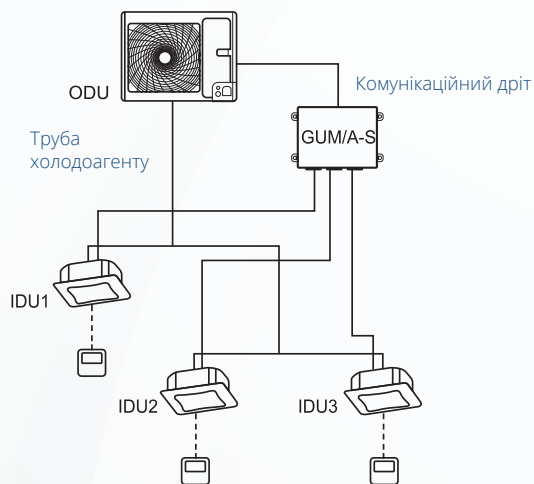 ODU
Комунікаційний дріт
GUM/A-S
Труба
холодоагенту
IDU1
IDU2
IDU3